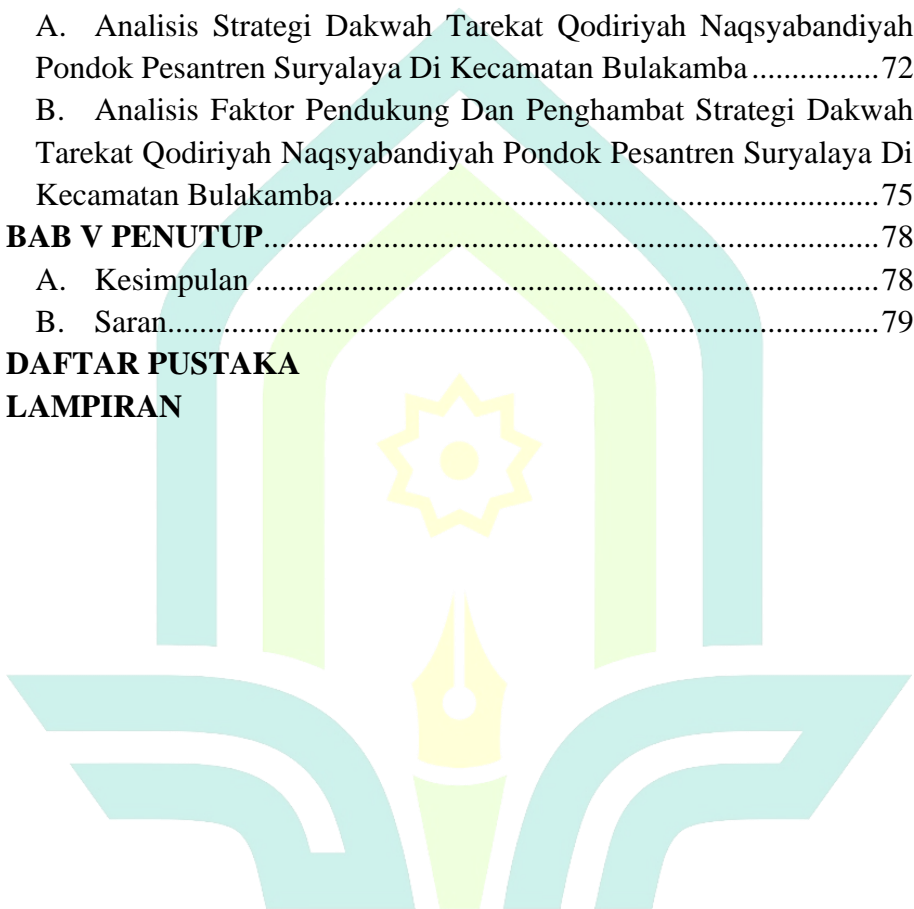 A. Analisis Strategi Dakwah Tarekat Qodiriyah Naqsyabandiyah
Pondok Pesantren Suryalaya Di Kecamatan Bulakamba...............72
B. Analisis Faktor Pendukung Dan Penghambat Strategi Dakwah
Tarekat Qodiriyah Naqsyabandiyah Pondok Pesantren Suryalaya Di
Kecamatan Bulakamba..................................................................75
BAB V PENUTUP..........................................................................78
A. Kesimpulan ...........................................................................78
B. Saran......................................................................................79
DAFTAR PUSTAKA
LAMPIRAN